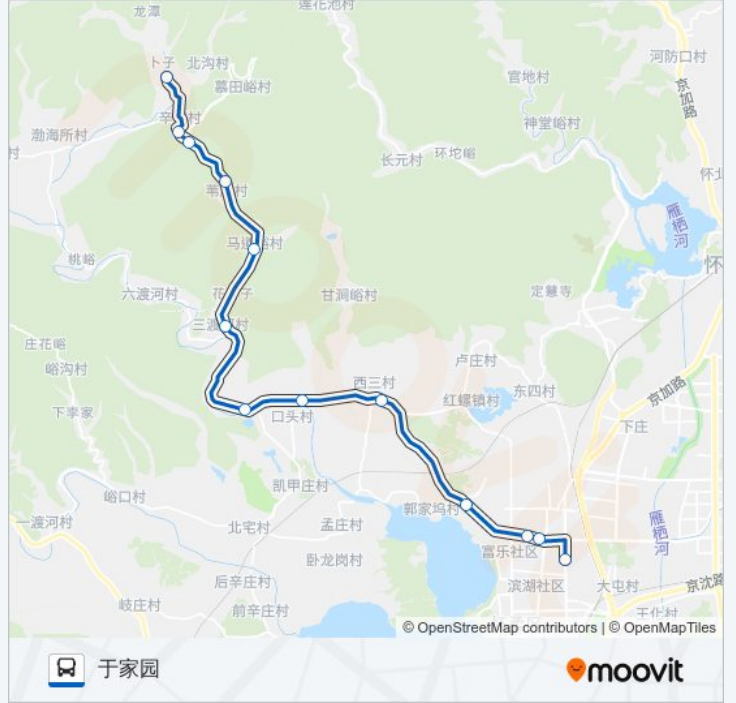 龙潭
莲花池村
卜子
北沟村
慕田峪村
官地村
河防口村
京加路
渤海所村
村
神堂峪村
长元村
环坨峪
怀北
雁栖河
桃峪
六渡河村
甘涧峪村
定慧寺
怀
三渡河村
庄花峪
峪沟村
卢庄村
西三村
东四村
红螺镇村
京加路
下李家
口头村
下庄
凯甲庄村
峪口村
郭家坞村
一渡河村
北宅村
孟庄村
雁栖河
富乐社区
卧龙岗村
后辛庄村
滨湖社区
大屯村
京沈路
岐庄村
前辛庄村
王化村
© OpenStreetMap contributors | © OpenMapTiles
于家园
moovit